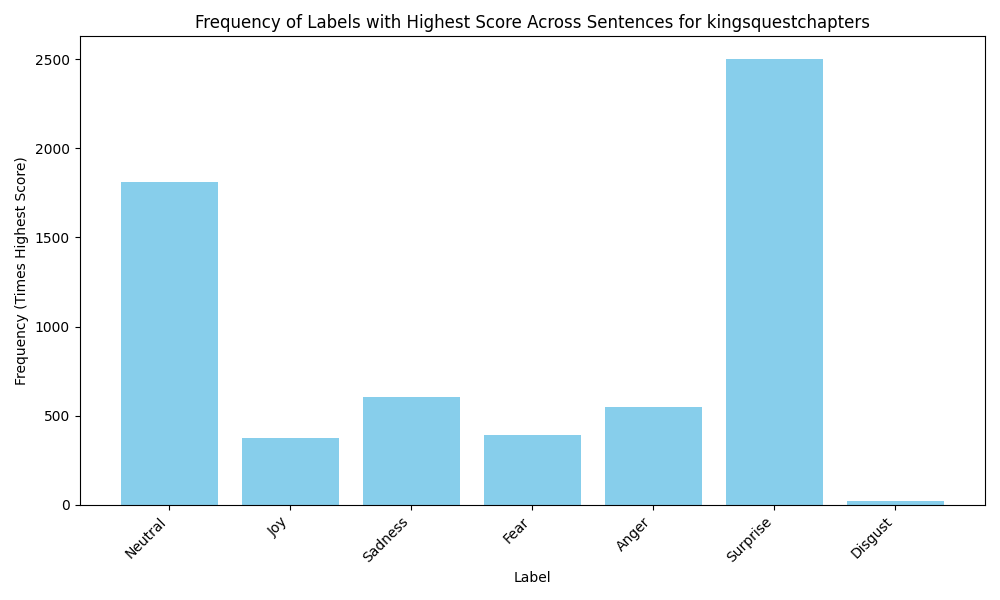 Frequency of Labels with Highest Score Across Sentences for kingsquestchapters
Frequency (Times Highest Score)
2500
2000
1500
1000
500
0
Neutral
Joy
Sadness
Fear
Anger
Surprise
Disgust
Label